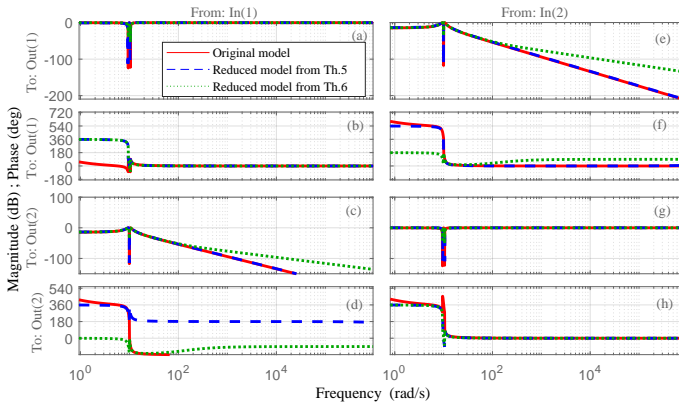 From: In(1)
From: In(2)
Magnitude (dB) ; Phase (deg)
To: Out(1)
0
-100
-200
(a)
Original model
Reduced model from Th.5
Reduced model from Th.6
(e)
To: Out(1)
720
540
360
180
0
-180
(b)
(f)
To: Out(2)
100
0
-100
(c)
(g)
To: Out(2)
540
360
180
0
(d)
(h)
10^0
10^2
10^4
10^0
10^2
10^4
Frequency (rad/s)